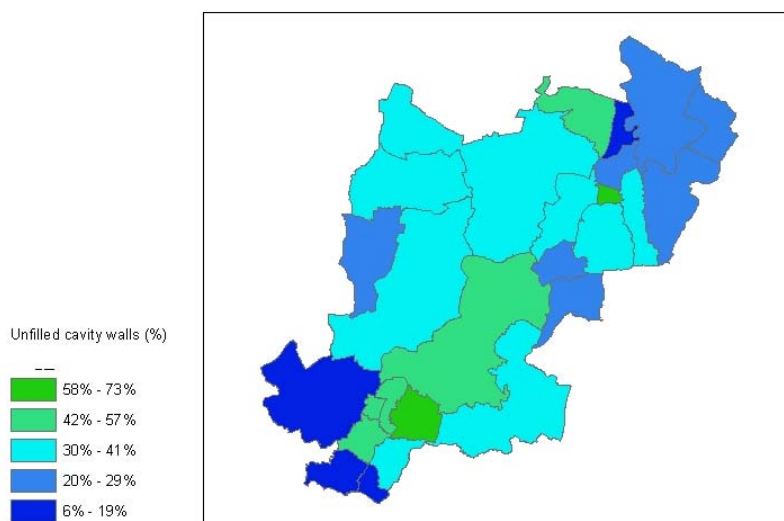 Unfilled cavity walls (%)
58% - 73%
42% - 57%
30% - 41%
20% - 29%
6% - 19%